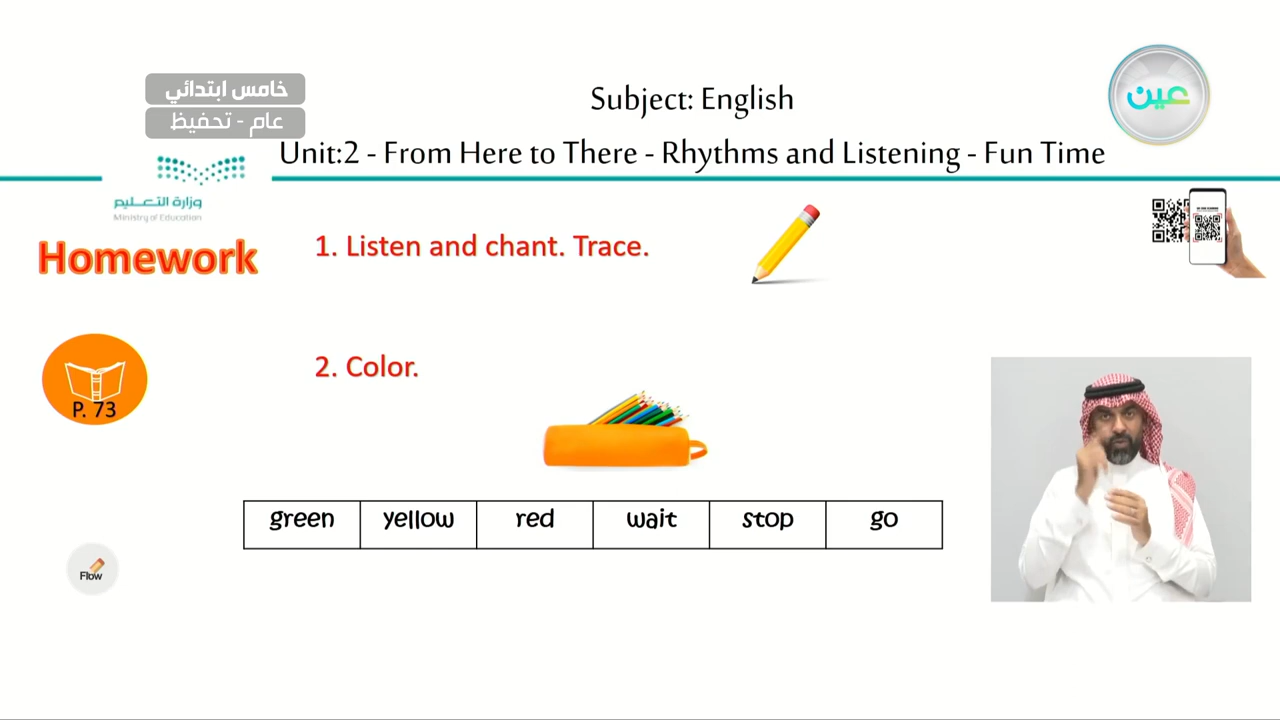 خامس ابتدائي
عام - تحفيظ
عين
Subject: English
Unit:2 - From Here to There - Rhythms and Listening - Fun Time
وزارة التعليم
Ministry of Education
Homework
1. Listen and chant. Trace.
2. Color.
P. 73
green yellow red wait stop go
Flow